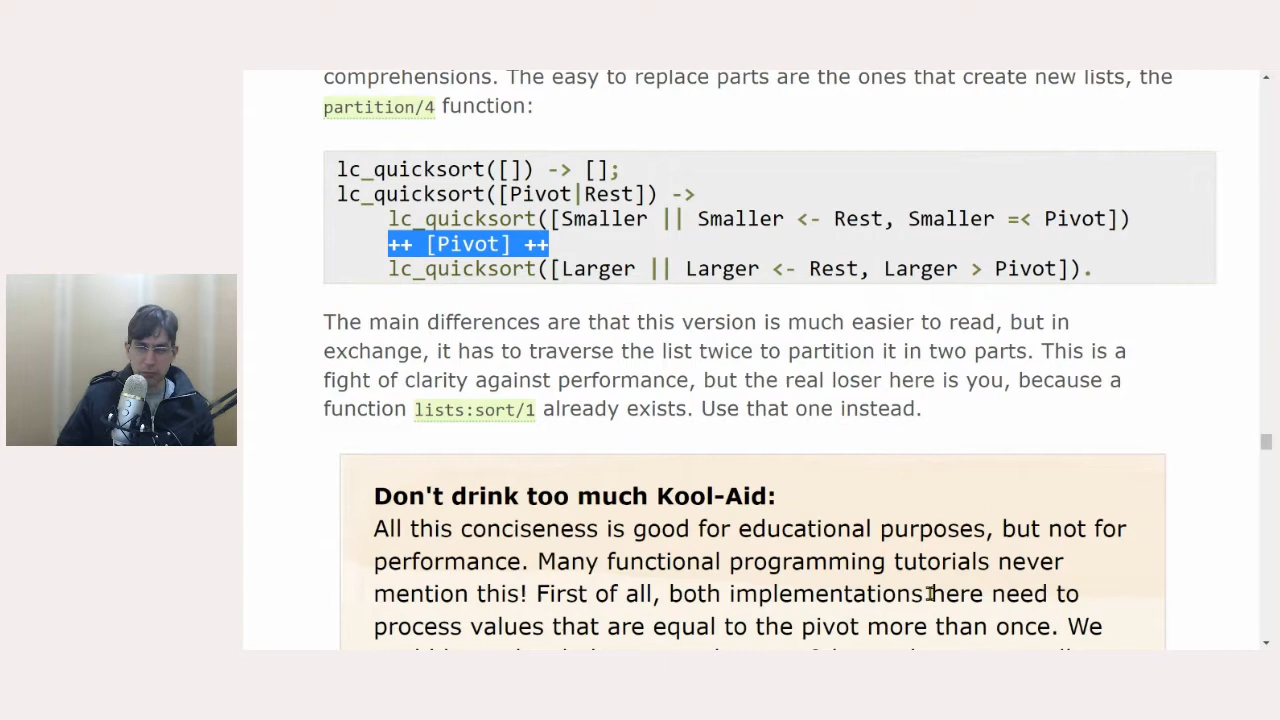 comprehensions. The easy to replace parts are the ones that create new lists, the
partition/4 function:
lc_quicksort([]) -> [];
lc_quicksort([Pivot|Rest]) ->
lc_quicksort([Smaller || Smaller <- Rest, Smaller =< Pivot])
++ [Pivot] ++
lc_quicksort([Larger || Larger <- Rest, Larger > Pivot]).
The main differences are that this version is much easier to read, but in
exchange, it has to traverse the list twice to partition it in two parts. This is a
fight of clarity against performance, but the real loser here is you, because a
function lists:sort/1 already exists. Use that one instead.
Don't drink too much Kool-Aid:
All this conciseness is good for educational purposes, but not for
performance. Many functional programming tutorials never
mention this! First of all, both implementations here need to
process values that are equal to the pivot more than once. We